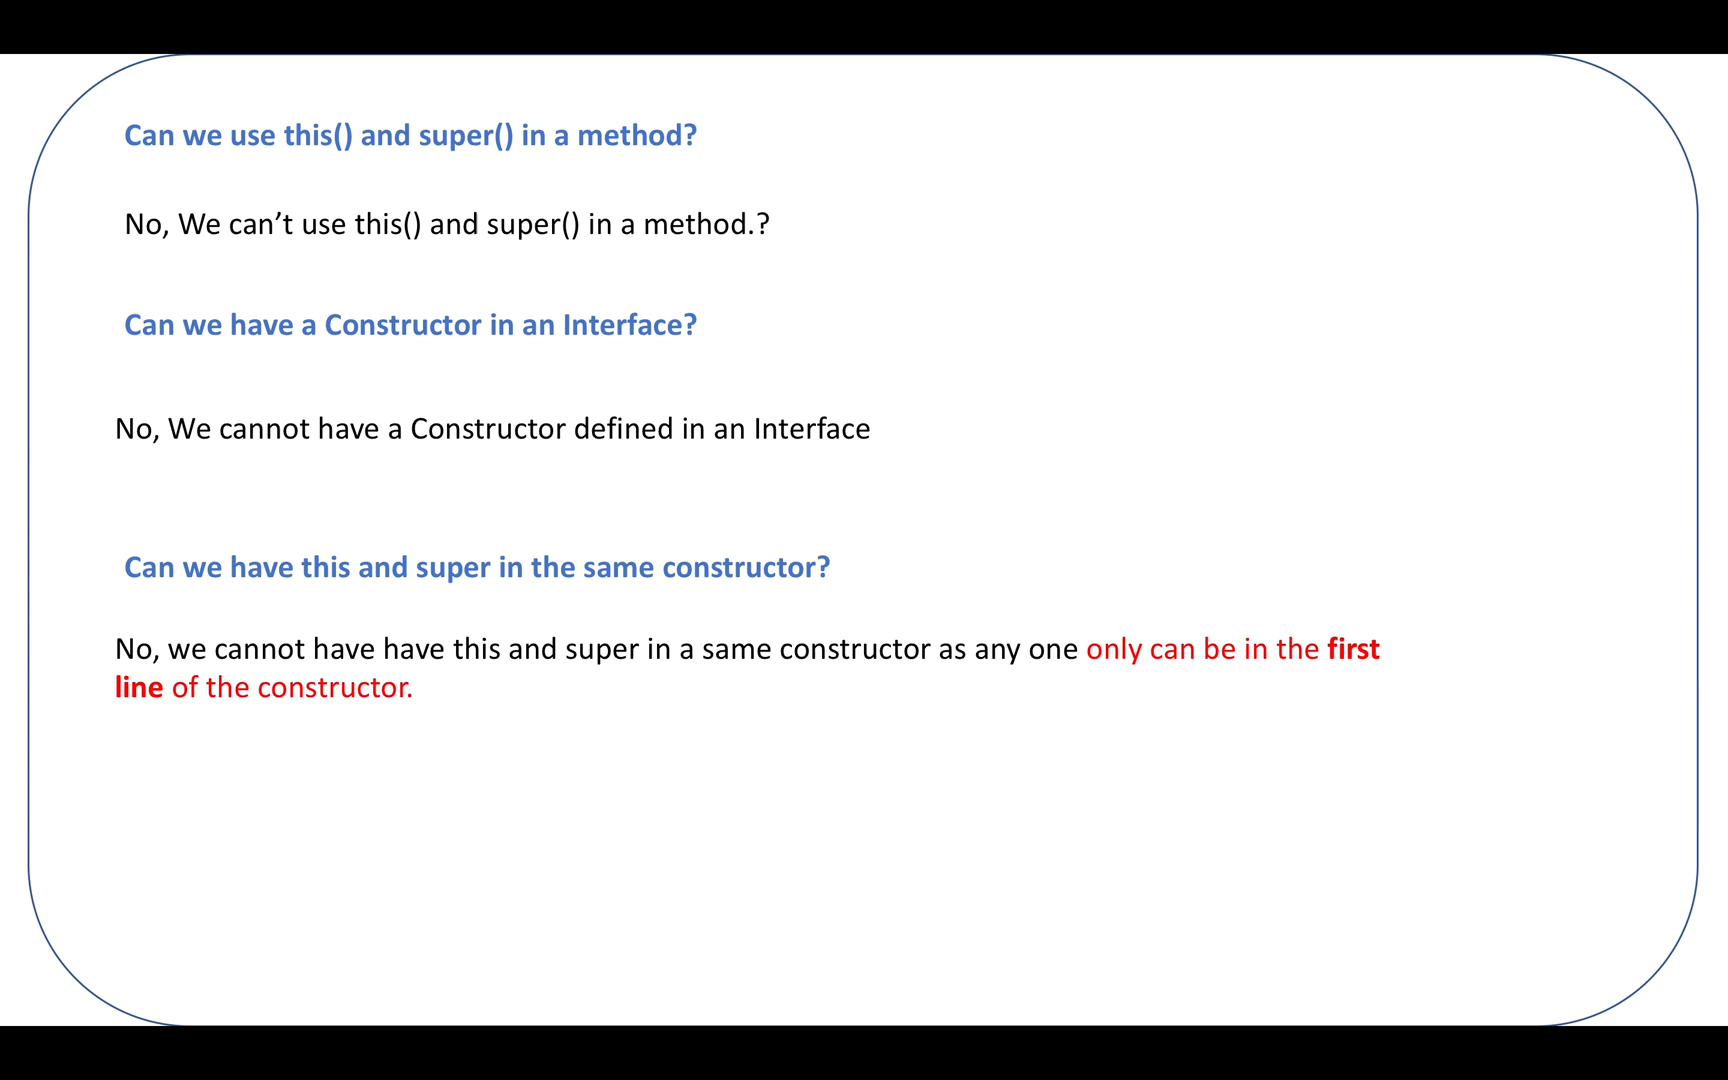 Can we use this() and super() in a method?
No, We can’t use this() and super() in a method.?
Can we have a Constructor in an Interface?
No, We cannot have a Constructor defined in an Interface
Can we have this and super in the same constructor?
No, we cannot have have this and super in a same constructor as any one only can be in the first
line of the constructor.